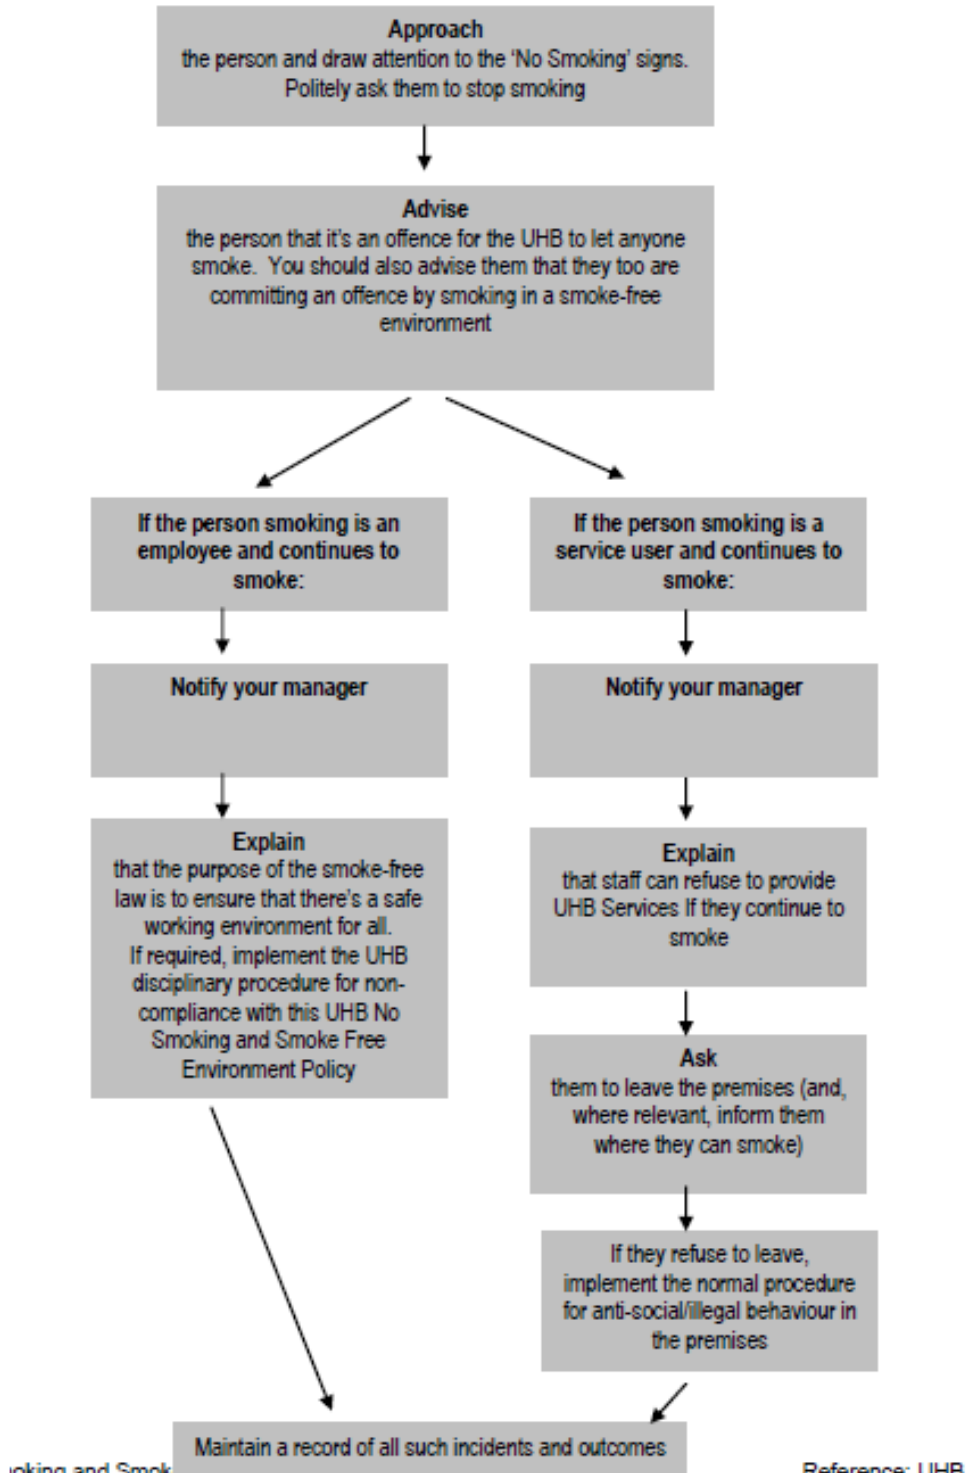 Approach
the person and draw attention to the 'No Smoking' signs.
Politely ask them to stop smoking
Advise
the person that it's an offence for the UHB to let anyone
smoke. You should also advise them that they too are
committing an offence by smoking in a smoke-free
environment
If the person smoking is an
employee and continues to
smoke:
Notify your manager
Explain
that the purpose of the smoke-free
law is to ensure that there's a safe
working environment for all.
If required, implement the UHB
disciplinary procedure for non-
compliance with this UHB No
Smoking and Smoke Free
Environment Policy
If the person smoking is a
service user and continues to
smoke:
Notify your manager
Explain
that staff can refuse to provide
UHB Services If they continue to
smoke
Ask
them to leave the premises (and,
where relevant, inform them
where they can smoke)
If they refuse to leave,
implement the normal procedure
for anti-social/illegal behaviour in
the premises
Maintain a record of all such incidents and outcomes
oking and Smok
Reference: UHB